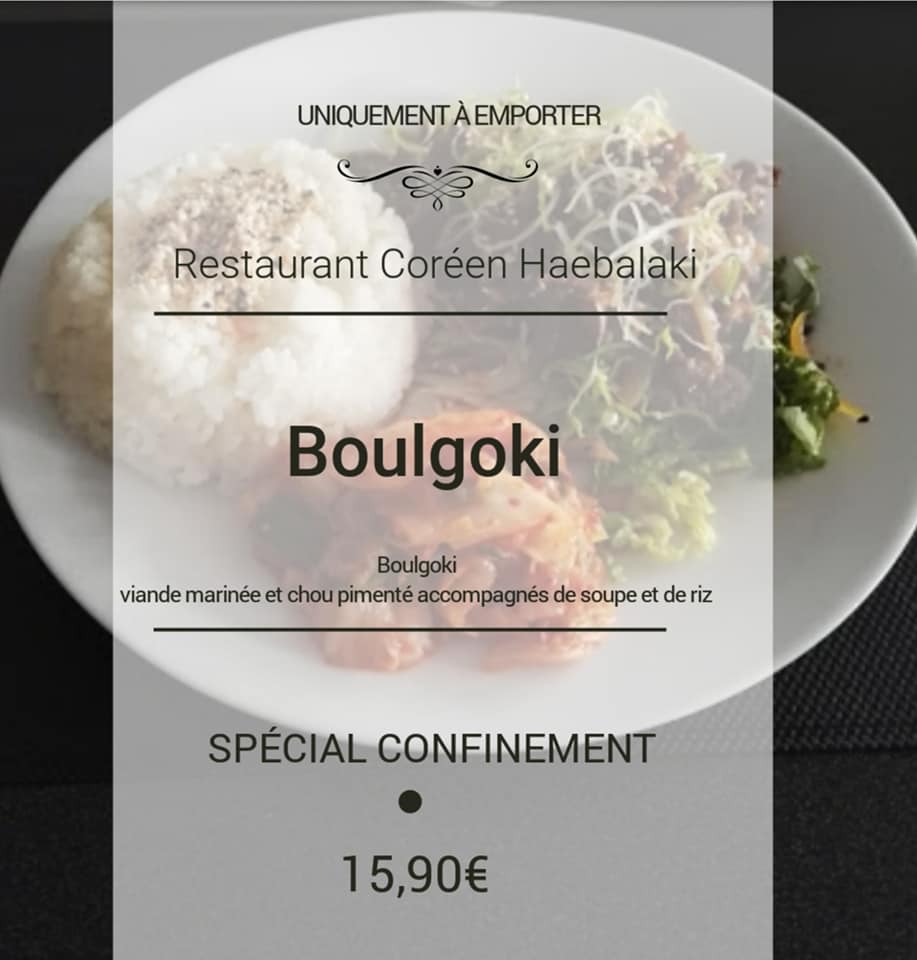 UNIQUEMENT À EMPORTER
Restaurant Coréen Haebalaki
Boulgoki
Boulgoki
viande marinée et chou pimenté accompagnés de soupe et de riz
SPÉCIAL CONFINEMENT
15,90€